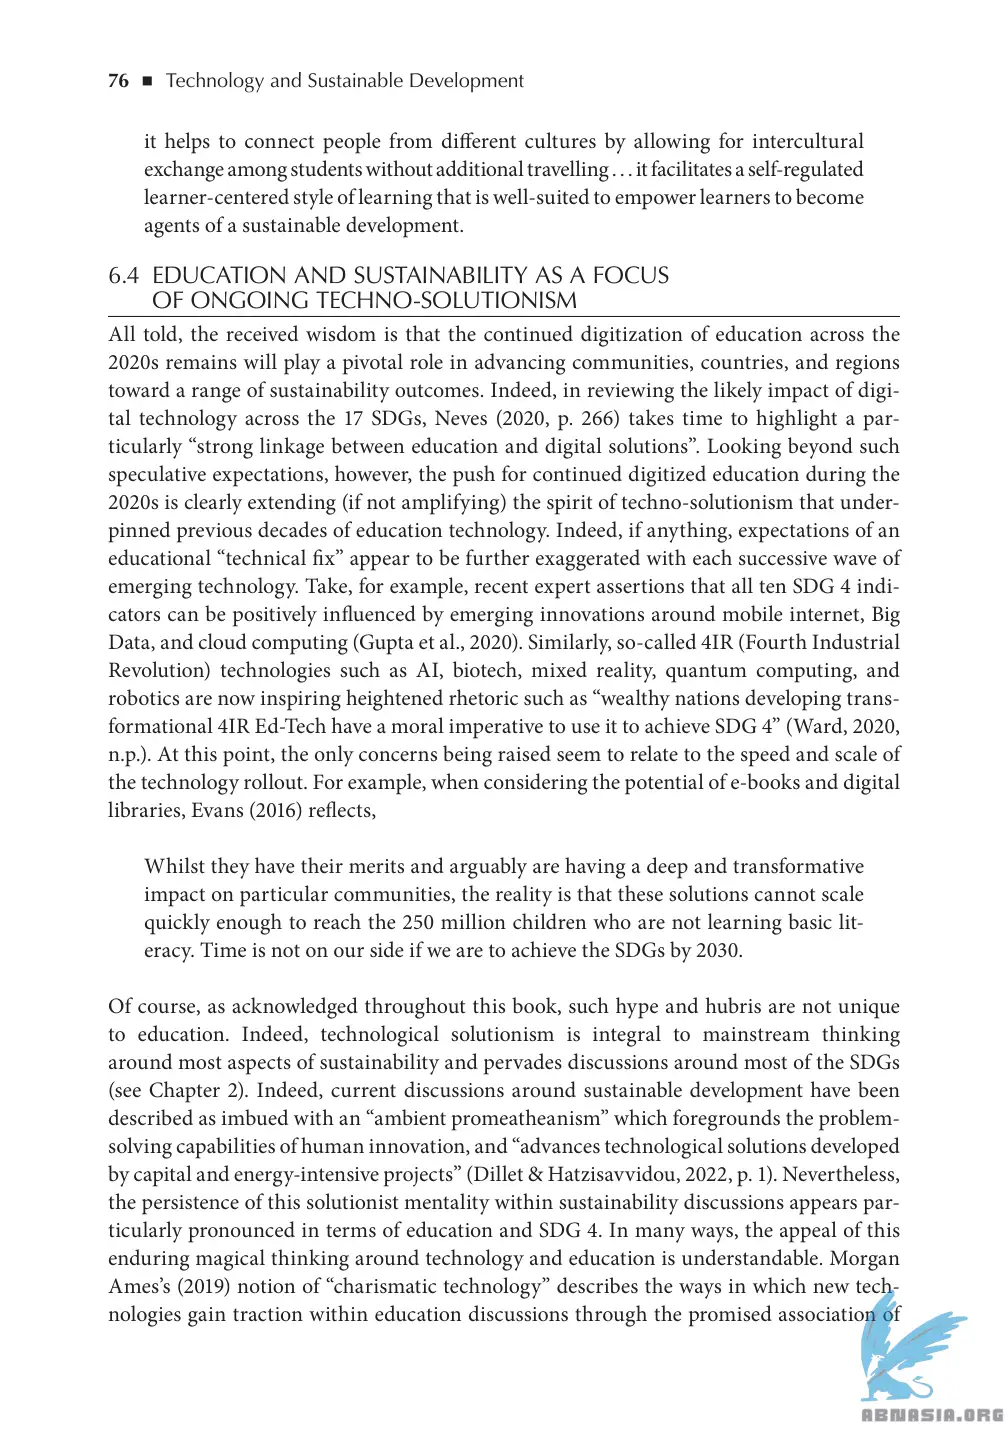 76 ■ Technology and Sustainable Development
it helps to connect people from different cultures by allowing for intercultural
exchange among students without additional travelling . . . it facilitates a self-regulated
learner-centered style of learning that is well-suited to empower learners to become
agents of a sustainable development.
6.4 EDUCATION AND SUSTAINABILITY AS A FOCUS
OF ONGOING TECHNO-SOLUTIONISM
All told, the received wisdom is that the continued digitization of education across the
2020s remains will play a pivotal role in advancing communities, countries, and regions
toward a range of sustainability outcomes. Indeed, in reviewing the likely impact of digi-
tal technology across the 17 SDGs, Neves (2020, p. 266) takes time to highlight a par-
ticularly “strong linkage between education and digital solutions”. Looking beyond such
speculative expectations, however, the push for continued digitized education during the
2020s is clearly extending (if not amplifying) the spirit of techno-solutionism that under-
pinned previous decades of education technology. Indeed, if anything, expectations of an
educational “technical fix” appear to be further exaggerated with each successive wave of
emerging technology. Take, for example, recent expert assertions that all ten SDG 4 indi-
cators can be positively influenced by emerging innovations around mobile internet, Big
Data, and cloud computing (Gupta et al., 2020). Similarly, so-called 4IR (Fourth Industrial
Revolution) technologies such as AI, biotech, mixed reality, quantum computing, and
robotics are now inspiring heightened rhetoric such as “wealthy nations developing trans-
formational 4IR Ed-Tech have a moral imperative to use it to achieve SDG 4” (Ward, 2020,
n.p.). At this point, the only concerns being raised seem to relate to the speed and scale of
the technology rollout. For example, when considering the potential of e-books and digital
libraries, Evans (2016) reflects,
Whilst they have their merits and arguably are having a deep and transformative
impact on particular communities, the reality is that these solutions cannot scale
quickly enough to reach the 250 million children who are not learning basic lit-
eracy. Time is not on our side if we are to achieve the SDGs by 2030.
Of course, as acknowledged throughout this book, such hype and hubris are not unique
to education. Indeed, technological solutionism is integral to mainstream thinking
around most aspects of sustainability and pervades discussions around most of the SDGs
(see Chapter 2). Indeed, current discussions around sustainable development have been
described as imbued with an “ambient promeatheanism” which foregrounds the problem-
solving capabilities of human innovation, and “advances technological solutions developed
by capital and energy-intensive projects” (Dillet & Hatzisavvidou, 2022, p. 1). Nevertheless,
the persistence of this solutionist mentality within sustainability discussions appears par-
ticularly pronounced in terms of education and SDG 4. In many ways, the appeal of this
enduring magical thinking around technology and education is understandable. Morgan
Ames’s (2019) notion of “charismatic technology” describes the ways in which new tech-
nologies gain traction within education discussions through the promised association of
ABNASIA.ORG